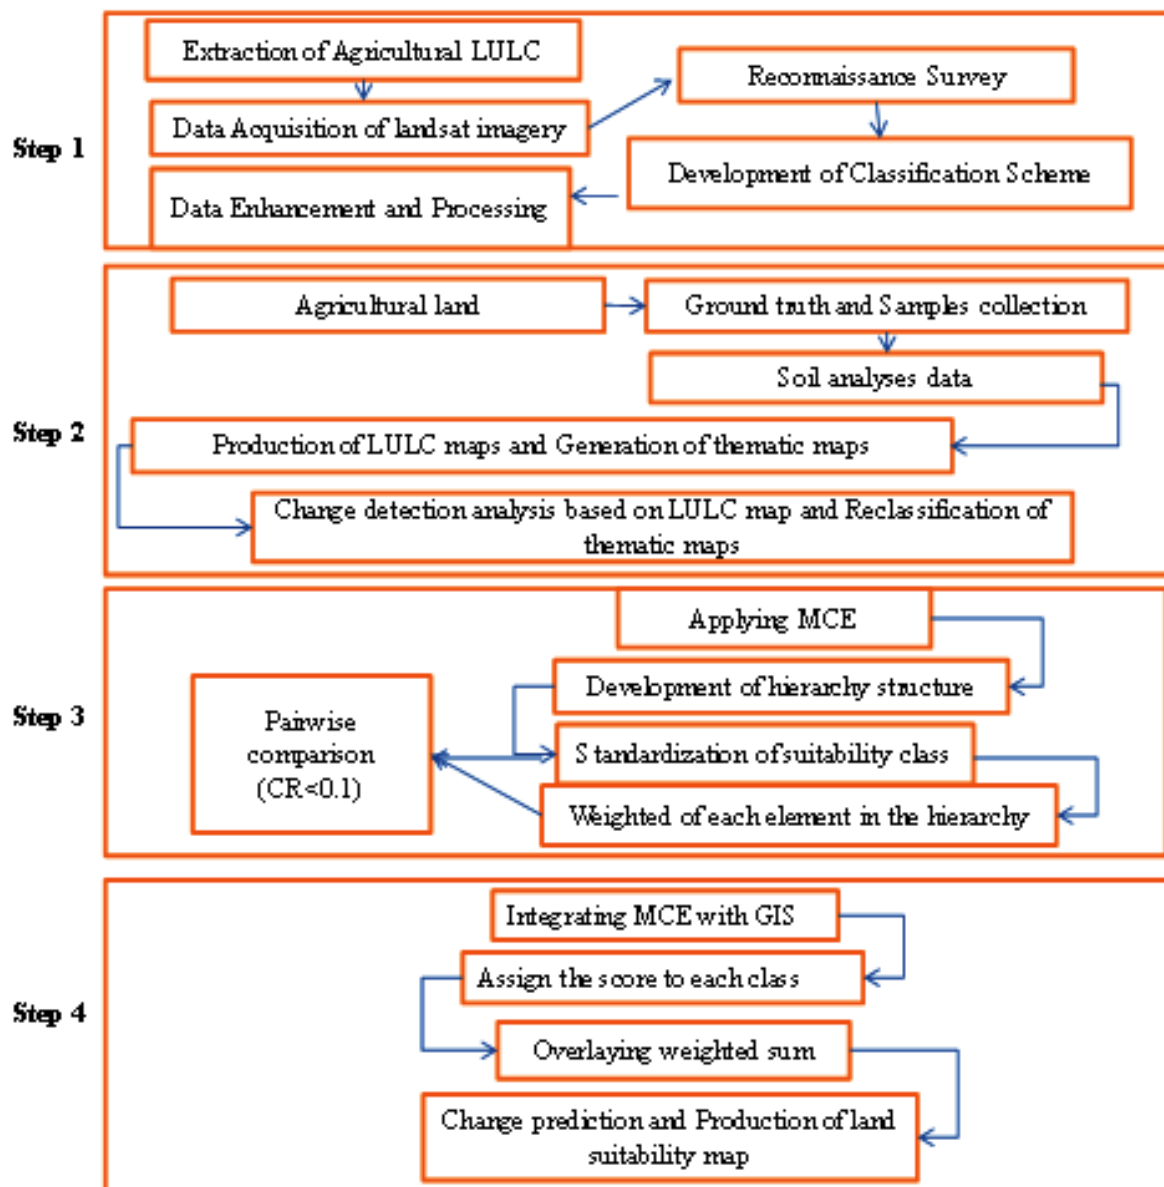 Step 1
Extraction of Agricultural LULC
Data Acquisition of landsat imagery
Reconnaissance Survey
Development of Classification Scheme
Data Enhancement and Processing
Step 2
Agricultural land
Ground truth and Samples collection
Soil analyses data
Production of LULC maps and Generation of thematic maps
Change detection analysis based on LULC map and Reclassification of
thematic maps
Step 3
Applying MCE
Development of hierarchy structure
Standardization of suitability class
Weighted of each element in the hierarchy
Pairwise
comparison
(CR<0.1)
Step 4
Integrating MCE with GIS
Assign the score to each class
Overlaying weighted sum
Change prediction and Production of land
suitability map